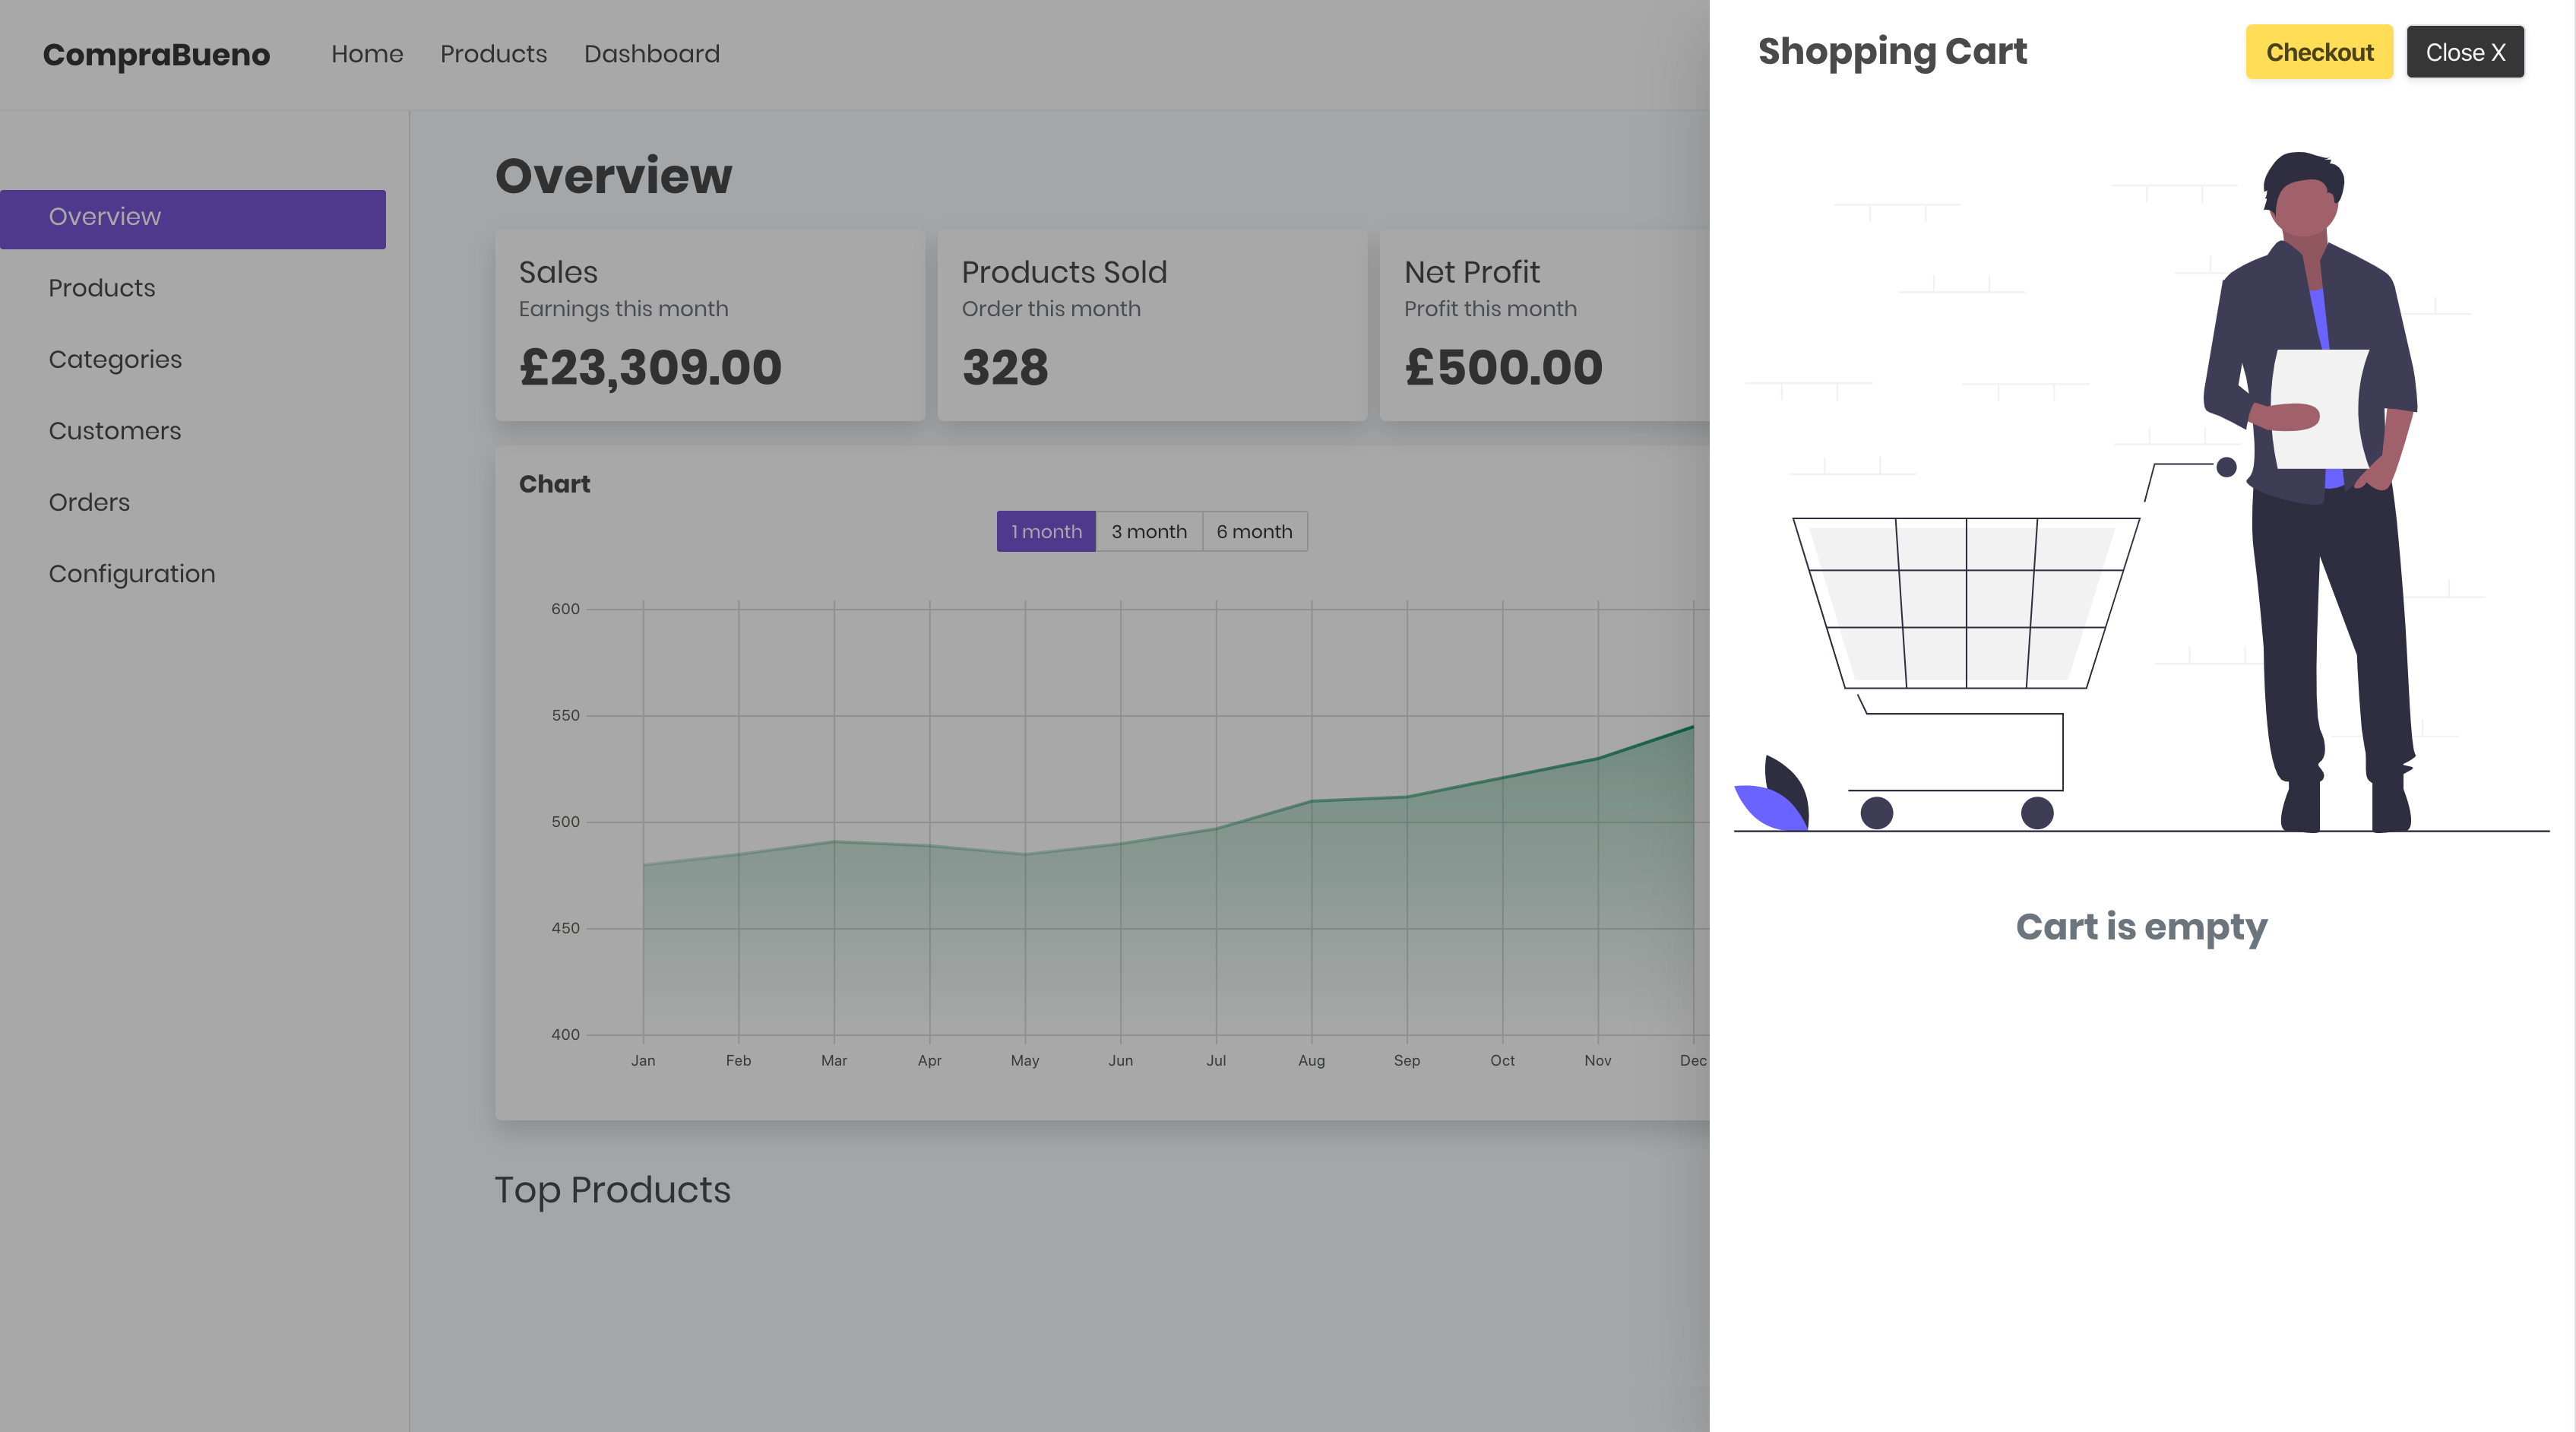 CompraBueno
Home
Products
Dashboard
Overview
Products
Categories
Customers
Orders
Configuration
Overview
Sales
Earnings this month
£23,309.00
Products Sold
Order this month
328
Net Profit
Profit this month
£500.00
Chart
1 month
3 month
6 month
600
550
500
450
400
Jan
Feb
Mar
Apr
May
Jun
Jul
Aug
Sep
Oct
Nov
Dec
Top Products
Shopping Cart
Checkout
Close X
Cart is empty